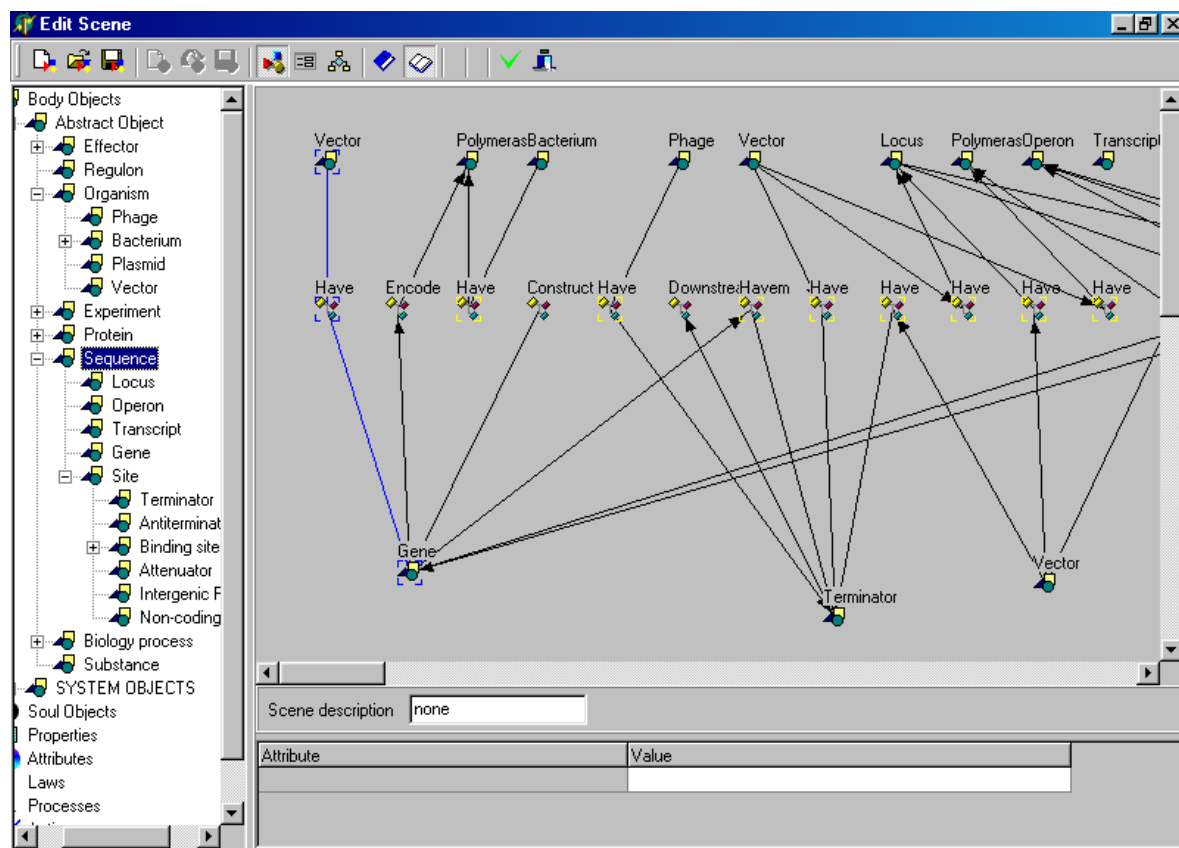 Edit Scene
Body Objects
Abstract Object
Effector
Regulon
Organism
Phage
Bacterium
Plasmid
Vector
Experiment
Protein
Sequence
Locus
Operon
Transcript
Gene
Site
Terminator
Antiterminat
Binding site
Attenuator
Intergenic F
Non-coding
Biology process
Substance
SYSTEM OBJECTS
Soul Objects
Properties
Attributes
Laws
Processes
Vector PolymerasBacterium Phage Vector Locus PolymerasOperon Transcript
Have Encode Have Construct Have DownstreaHavem Have Have Have Have Have
Gene
Vector
Terminator
Scene description none
Attribute Value